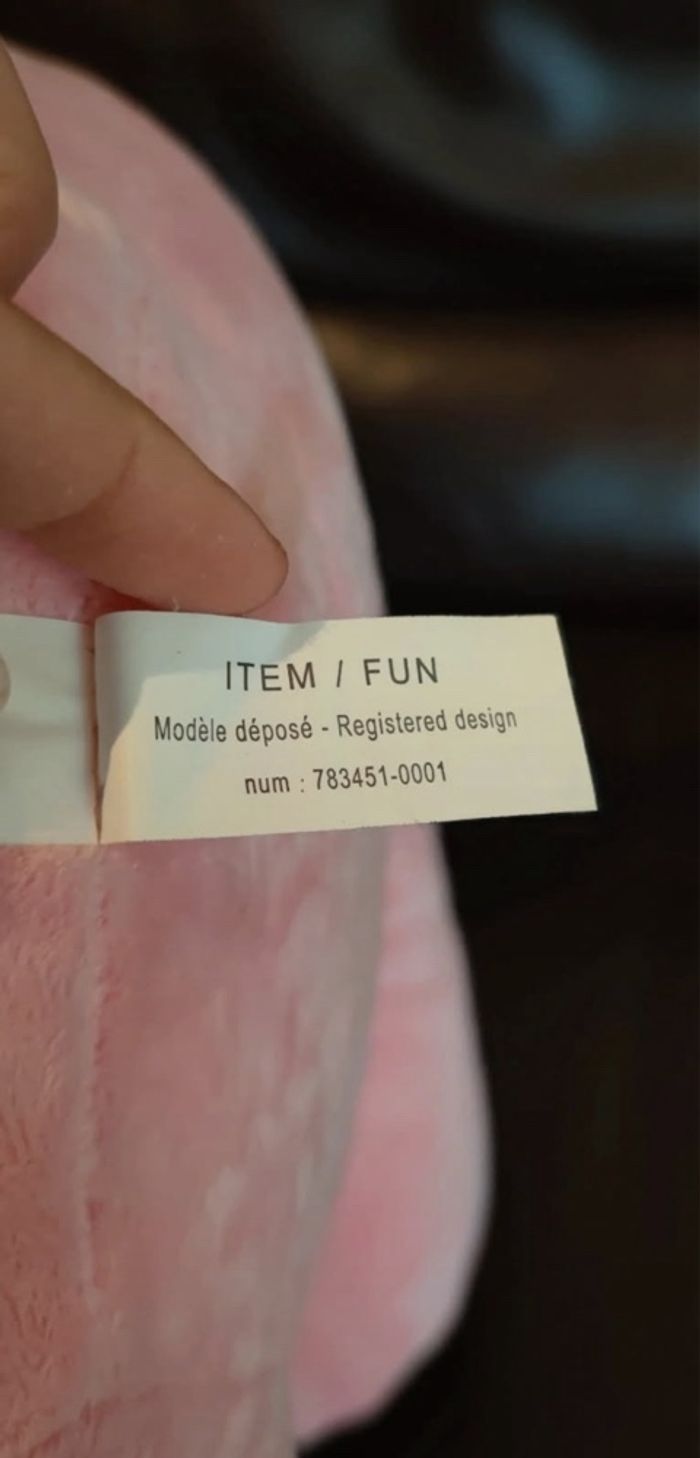 ITEM / FUN
Modèle déposé - Registered design
num : 783451-0001